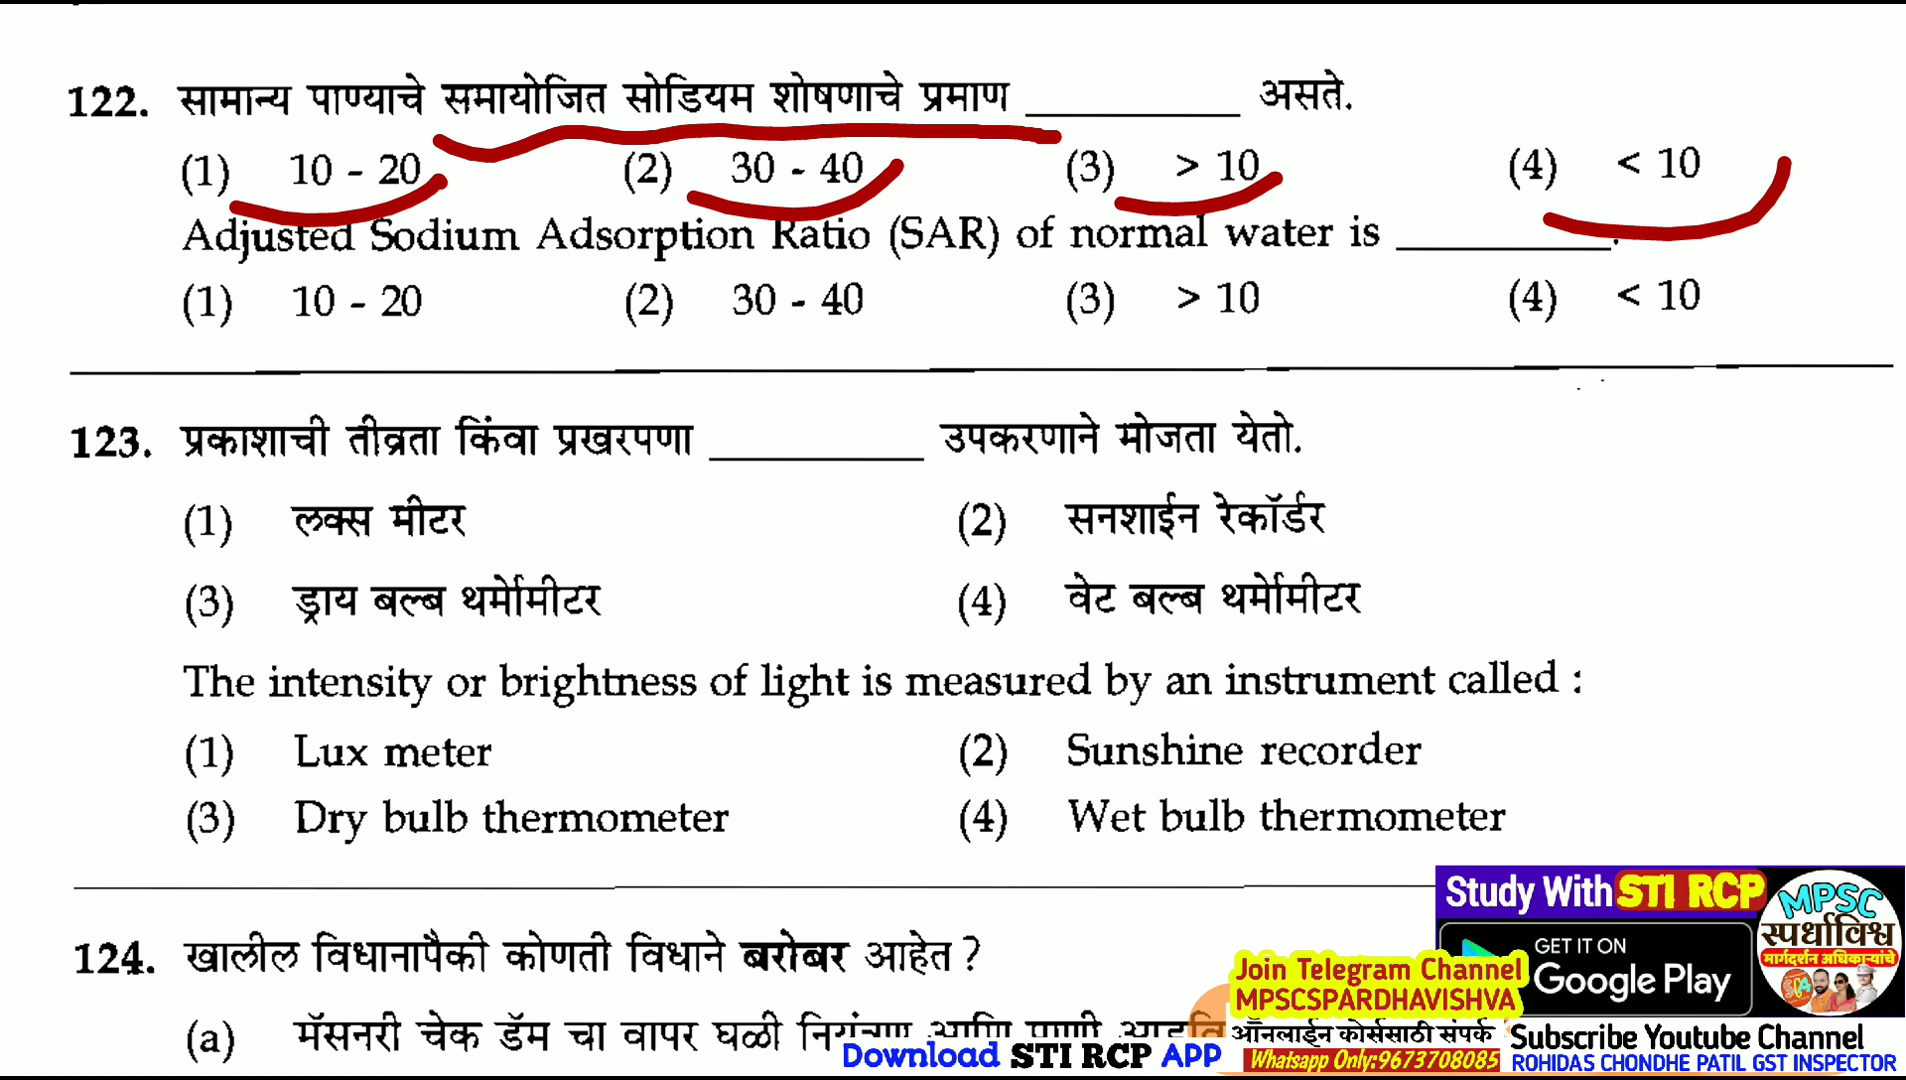 122. सामान्य पाण्याचे समायोजित सोडियम शोषणाचे प्रमाण __________ असते.
(1) 10 - 20 (2) 30 - 40 (3) > 10 (4) < 10
Adjusted Sodium Adsorption Ratio (SAR) of normal water is __________.
(1) 10 - 20 (2) 30 - 40 (3) > 10 (4) < 10
123. प्रकाशाची तीव्रता किंवा प्रखरपणा __________ उपकरणाने मोजता येतो.
(1) लक्स मीटर (2) सनशाईन रेकॉर्डर
(3) ड्राय बल्ब थर्मोमीटर (4) वेट बल्ब थर्मोमीटर
The intensity or brightness of light is measured by an instrument called :
(1) Lux meter (2) Sunshine recorder
(3) Dry bulb thermometer (4) Wet bulb thermometer
124. खालील विधानापैकी कोणती विधाने बरोबर आहेत ?
(a) मॅसनरी चेक डॅम चा वापर घळी नियंत्रण आणि पाणी
Study With STI RCP
GET IT ON
Google Play
MPSC
स्पर्धाविश्व
मार्गदर्शन अधिकाऱ्यांचे
Join Telegram Channel
MPSCSPARDHAVISHVA
ऑनलाईन कोर्ससाठी संपर्क
Whatsapp Only:9673708085
Download STI RCP APP
Subscribe Youtube Channel
ROHIDAS CHONDHE PATIL GST INSPECTOR